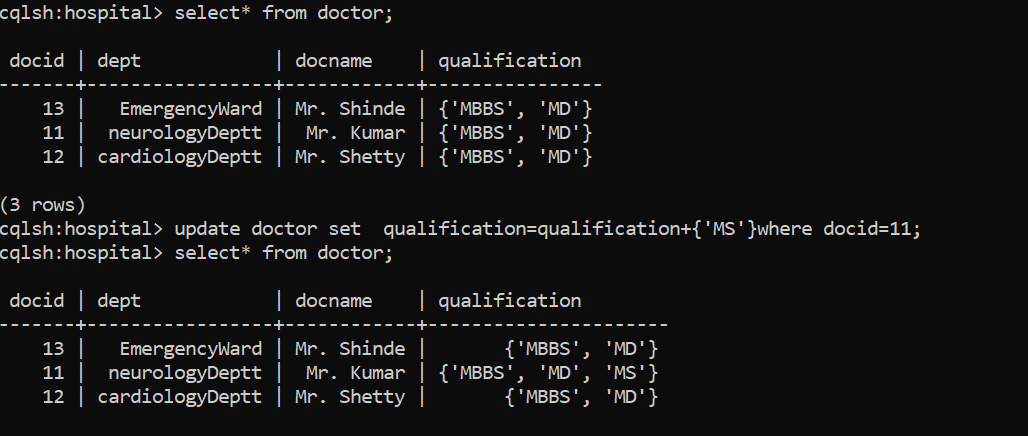 cqlsh:hospital> select* from doctor;
docid | dept | docname | qualification
-------+-----------------+------------+----------------
13 | EmergencyWard | Mr. Shinde | {'MBBS', 'MD'}
11 | neurologyDeptt | Mr. Kumar | {'MBBS', 'MD'}
12 | cardiologyDeptt | Mr. Shetty | {'MBBS', 'MD'}
(3 rows)
cqlsh:hospital> update doctor set  qualification=qualification+{'MS'}where docid=11;
cqlsh:hospital> select* from doctor;
docid | dept | docname | qualification
-------+-----------------+------------+----------------------
13 | EmergencyWard | Mr. Shinde | {'MBBS', 'MD'}
11 | neurologyDeptt | Mr. Kumar | {'MBBS', 'MD', 'MS'}
12 | cardiologyDeptt | Mr. Shetty | {'MBBS', 'MD'}